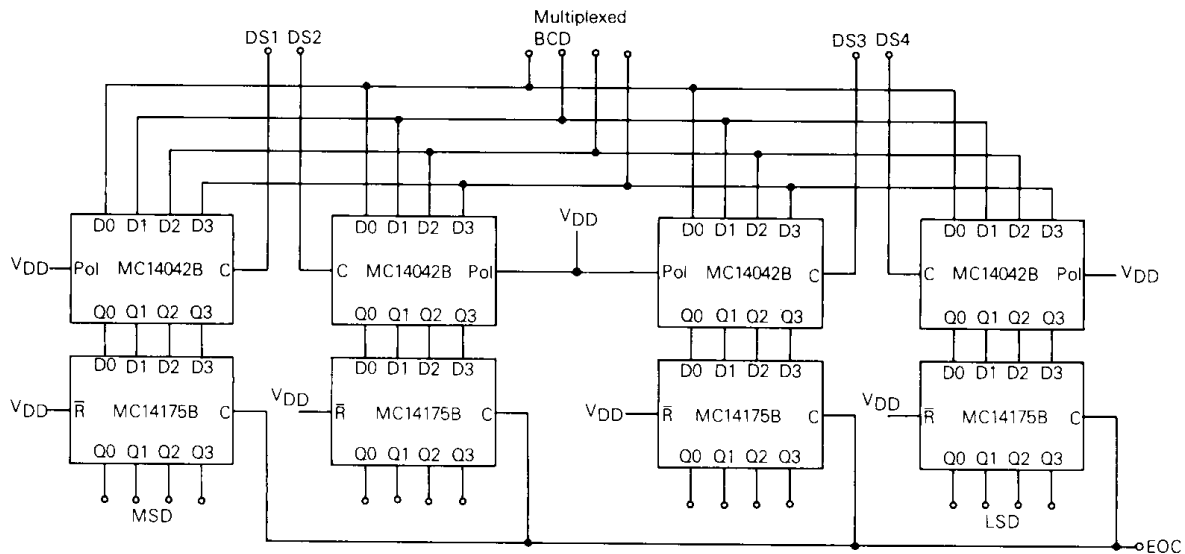 Multiplexed
BCD
DS1 DS2
DS3 DS4
D0 D1 D2 D3
VDD Pol MC14042B C
Q0 Q1 Q2 Q3
D0 D1 D2 D3
C MC14042B Pol
Q0 Q1 Q2 Q3
VDD
D0 D1 D2 D3
Pol MC14042B C
Q0 Q1 Q2 Q3
D0 D1 D2 D3
C MC14042B Pol VDD
Q0 Q1 Q2 Q3
D0 D1 D2 D3
VDD R̅ MC14175B C
Q0 Q1 Q2 Q3
MSD
D0 D1 D2 D3
VDD R̅ MC14175B C
Q0 Q1 Q2 Q3
D0 D1 D2 D3
VDD R̅ MC14175B C
Q0 Q1 Q2 Q3
D0 D1 D2 D3
VDD R̅ MC14175B C
Q0 Q1 Q2 Q3
LSD
EOC